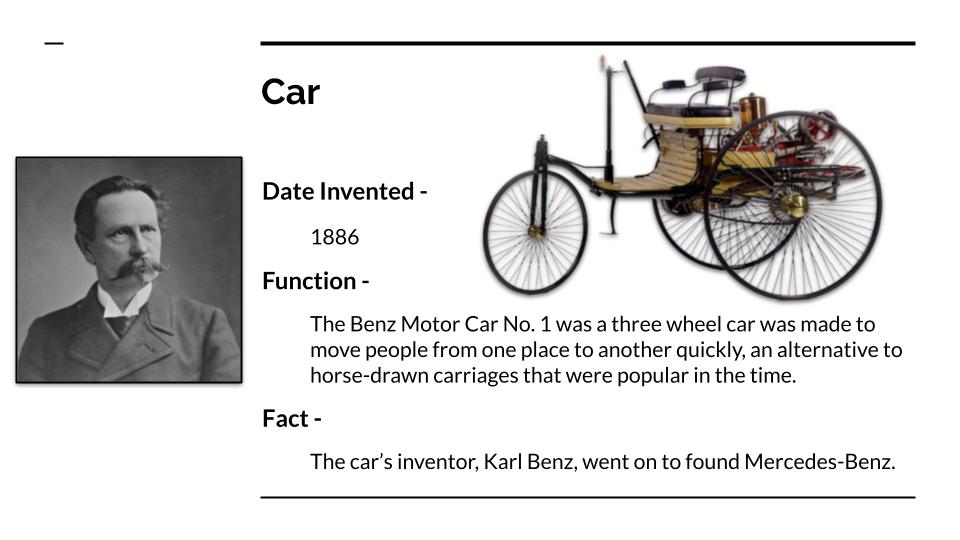 Car
Date Invented -
1886
Function -
The Benz Motor Car No. 1 was a three wheel car was made to
move people from one place to another quickly, an alternative to
horse-drawn carriages that were popular in the time.
Fact -
The car’s inventor, Karl Benz, went on to found Mercedes-Benz.